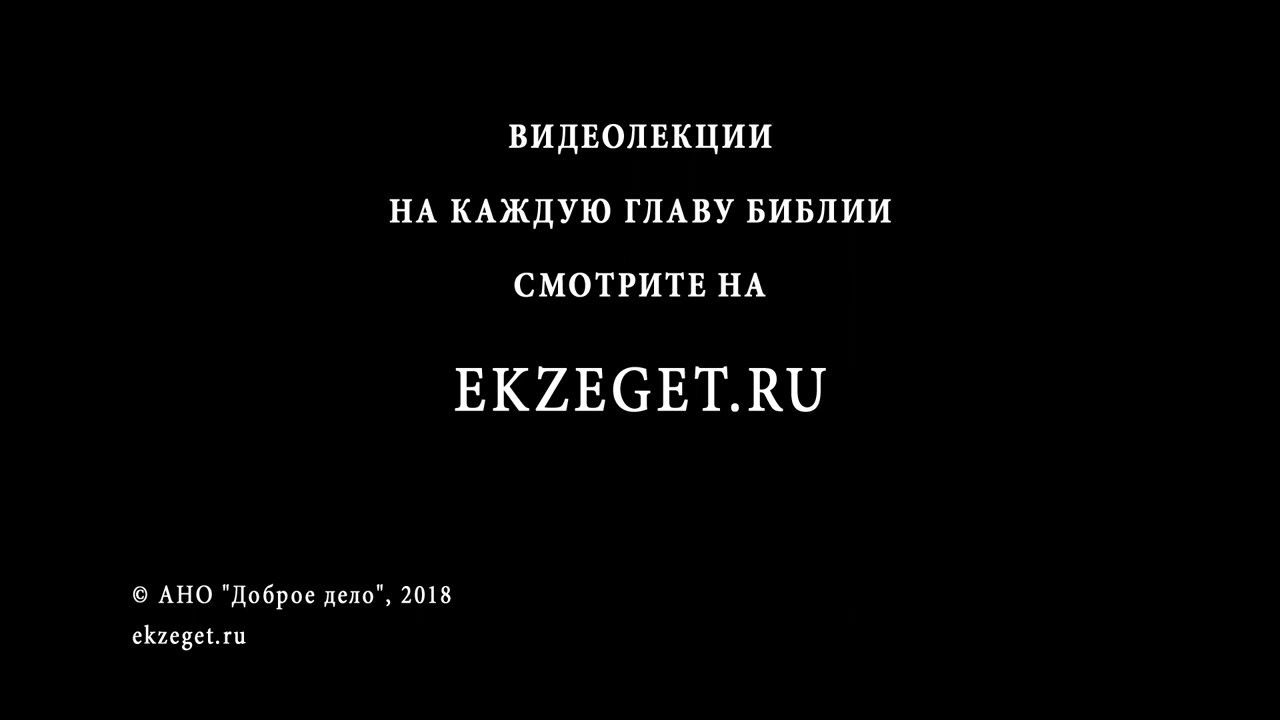 ВИДЕОЛЕКЦИИ
НА КАЖДУЮ ГЛАВУ БИБЛИИ
СМОТРИТЕ НА
EKZEGET.RU
© АНО "Доброе дело", 2018
ekzeget.ru